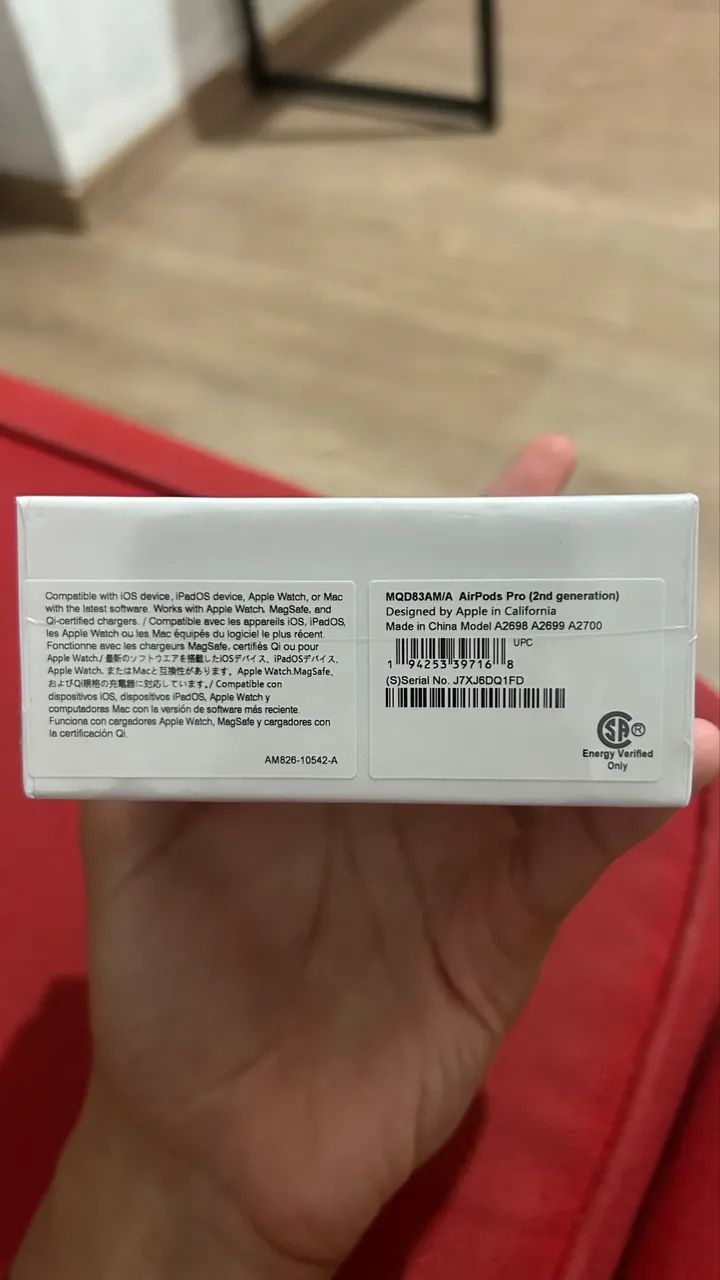 Compatible with iOS device, iPadOS device, Apple Watch, or Mac
with the latest software. Works with Apple Watch, MagSafe, and
Qi-certified chargers. / Compatible avec les appareils iOS, iPadOS,
les Apple Watch ou les Mac équipés du logiciel le plus récent.
Fonctionne avec les chargeurs MagSafe, certifiés Qi ou pour
Apple Watch./ 最新のソフトウエアを搭載したiOSデバイス、iPadOSデバイス、
Apple Watch、またはMacと互換性があります。Apple Watch,MagSafe、
およびQi規格の充電器に対応しています。/ Compatible con
dispositivos iOS, dispositivos iPadOS, Apple Watch y
computadoras Mac con la versión de software más reciente.
Funciona con cargadores Apple Watch, MagSafe y cargadores con
la certificación Qi.
AM826-10542-A
MQD83AM/A AirPods Pro (2nd generation)
Designed by Apple in California
Made in China Model A2698 A2699 A2700
UPC
1 94253 39716 8
(S)Serial No. J7XJ6DQ1FD
SA®
Energy Verified
Only